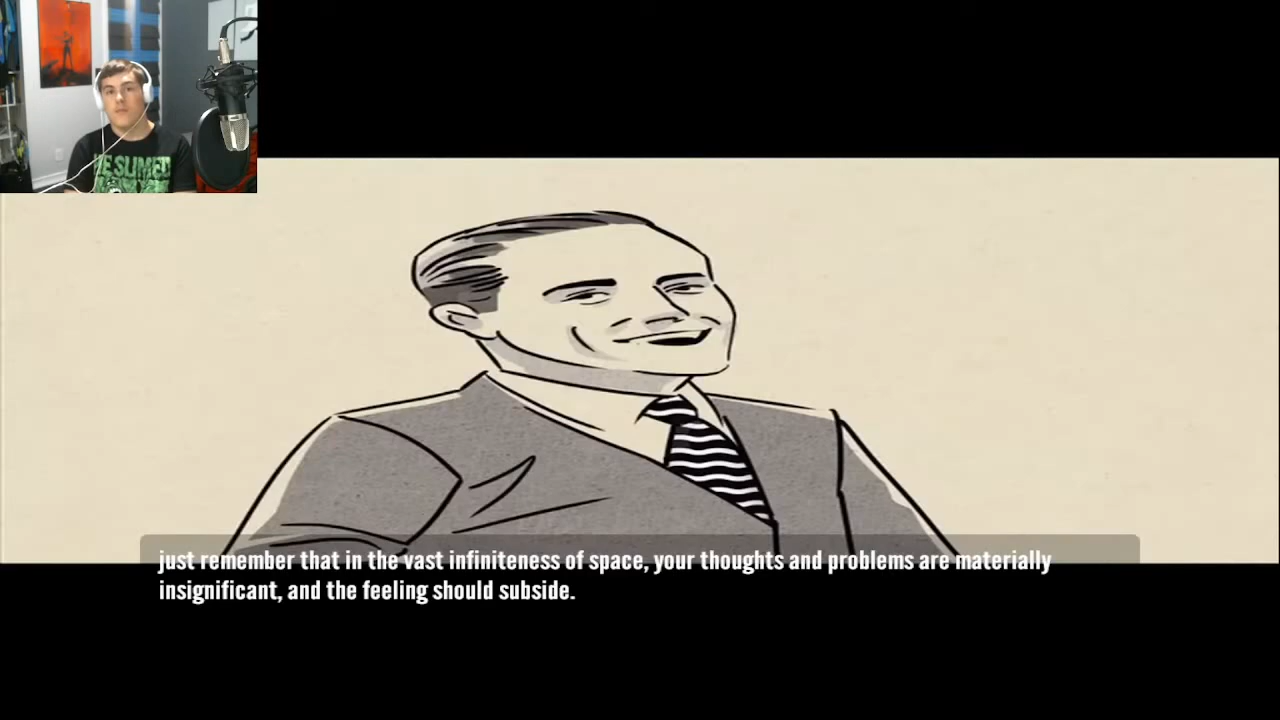 E SLIMED
just remember that in the vast infiniteness of space, your thoughts and problems are materially
insignificant, and the feeling should subside.